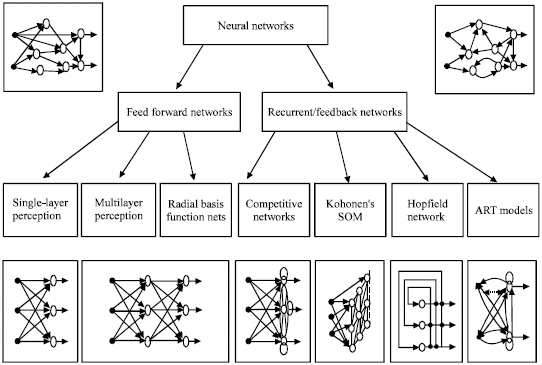 Neural networks
Feed forward networks
Recurrent/feedback networks
Single-layer
perception
Multilayer
perception
Radial basis
function nets
Competitive
networks
Kohonen's
SOM
Hopfield
network
ART models